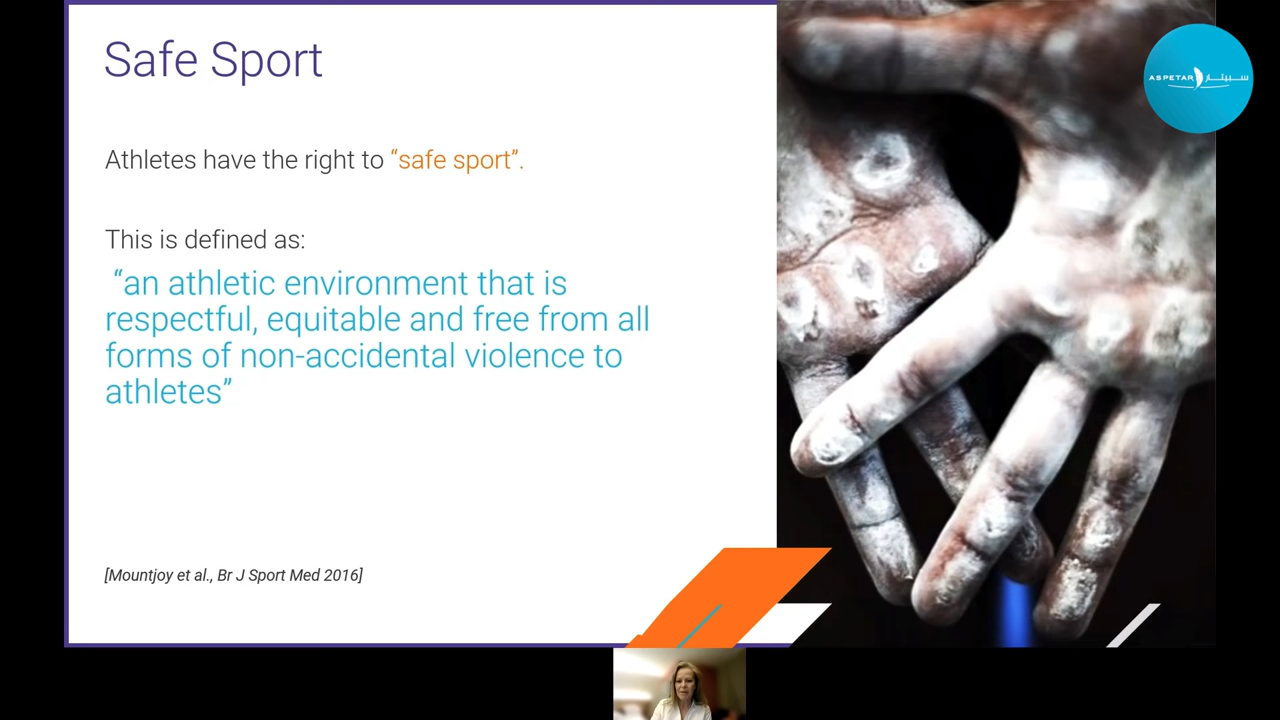 Safe Sport
ASPETAR سبيتار
Athletes have the right to “safe sport”.
This is defined as:
“an athletic environment that is
respectful, equitable and free from all
forms of non-accidental violence to
athletes”
[Mountjoy et al., Br J Sport Med 2016]